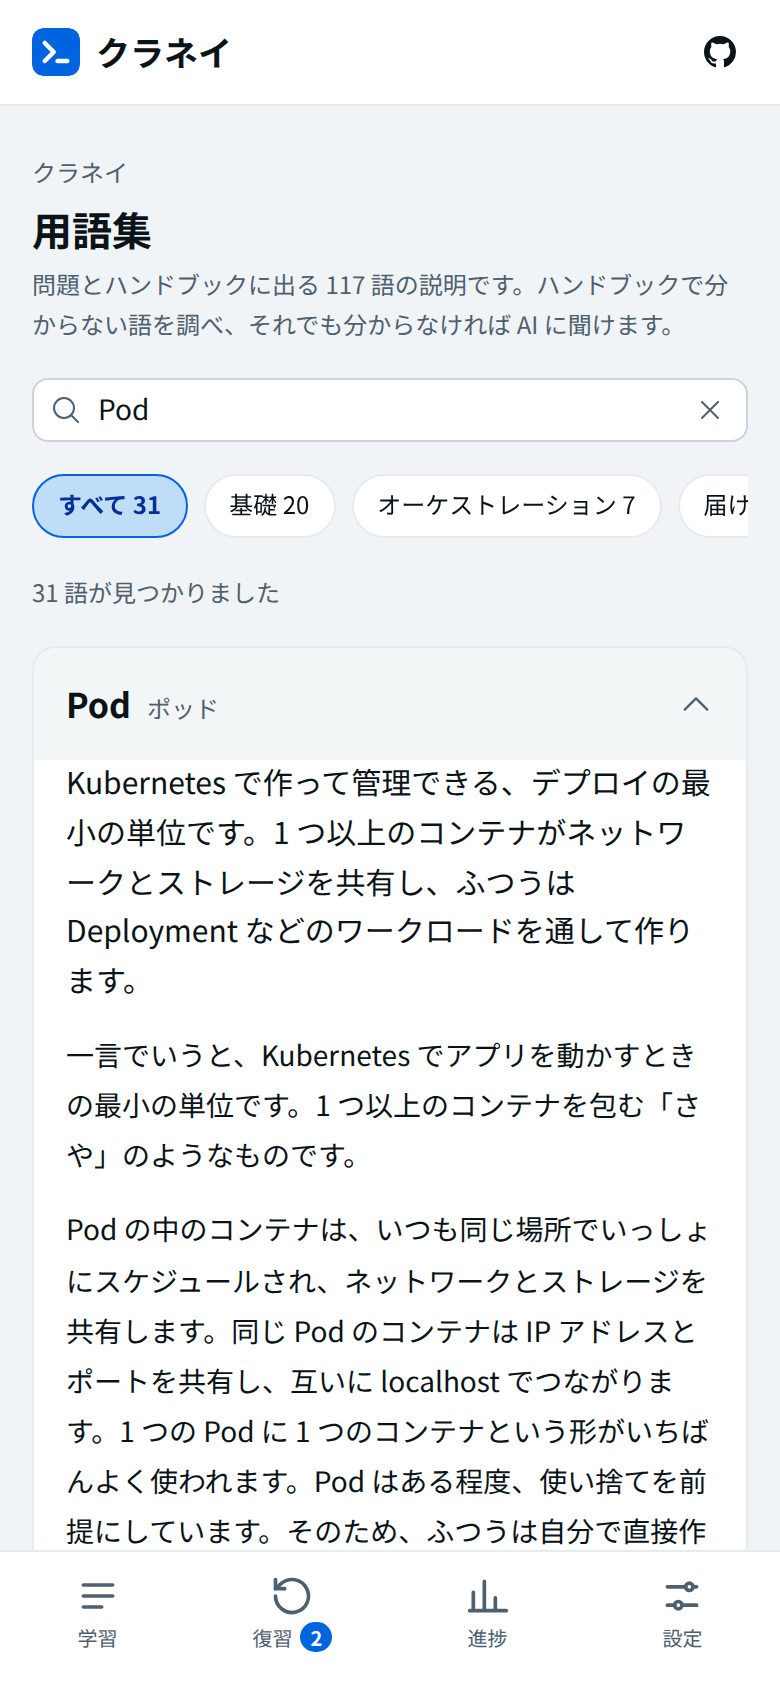 クラネイ
クラネイ
用語集
問題とハンドブックに出る 117 語の説明です。ハンドブックで分
からない語を調べ、それでも分からなければ AI に聞けます。
Pod
すべて 31
基礎 20
オーケストレーション 7
届け
31 語が見つかりました
Pod ポッド
Kubernetes で作って管理できる、デプロイの最
小の単位です。1 つ以上のコンテナがネットワ
ークとストレージを共有し、ふつうは
Deployment などのワークロードを通して作り
ます。
一言でいうと、Kubernetes でアプリを動かすとき
の最小の単位です。1 つ以上のコンテナを包む「さ
や」のようなものです。
Pod の中のコンテナは、いつも同じ場所でいっしょ
にスケジュールされ、ネットワークとストレージを
共有します。同じ Pod のコンテナは IP アドレスと
ポートを共有し、互いに localhost でつながりま
す。1 つの Pod に 1 つのコンテナという形がいちば
んよく使われます。Pod はある程度、使い捨てを前
提にしています。そのため、ふつうは自分で直接作
学習
復習 2
進捗
設定